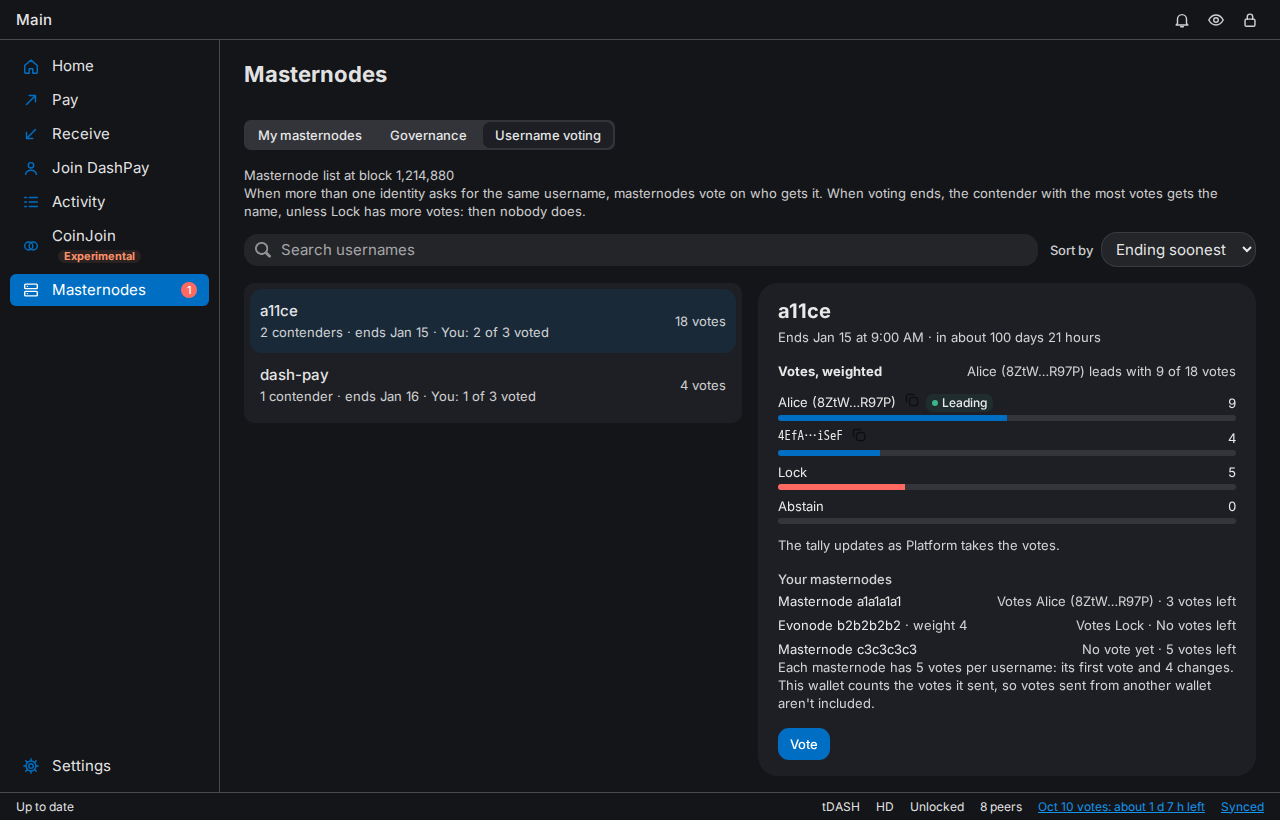 Main
Home
Pay
Receive
Join DashPay
Activity
CoinJoin
Experimental
Masternodes
1
Settings
Masternodes
My masternodes
Governance
Username voting
Masternode list at block 1,214,880
When more than one identity asks for the same username, masternodes vote on who gets it. When voting ends, the contender with the most votes gets the
name, unless Lock has more votes: then nobody does.
Search usernames
Sort by
Ending soonest
a11ce
2 contenders · ends Jan 15 · You: 2 of 3 voted
18 votes
dash-pay
1 contender · ends Jan 16 · You: 1 of 3 voted
4 votes
a11ce
Ends Jan 15 at 9:00 AM · in about 100 days 21 hours
Votes, weighted
Alice (8ZtW…R97P) leads with 9 of 18 votes
Alice (8ZtW…R97P)
Leading
9
4EfA…iSeF
4
Lock
5
Abstain
0
The tally updates as Platform takes the votes.
Your masternodes
Masternode a1a1a1a1
Votes Alice (8ZtW…R97P) · 3 votes left
Evonode b2b2b2b2 · weight 4
Votes Lock · No votes left
Masternode c3c3c3c3
No vote yet · 5 votes left
Each masternode has 5 votes per username: its first vote and 4 changes.
This wallet counts the votes it sent, so votes sent from another wallet
aren't included.
Vote
Up to date
tDASH
HD
Unlocked
8 peers
Oct 10 votes: about 1 d 7 h left
Synced